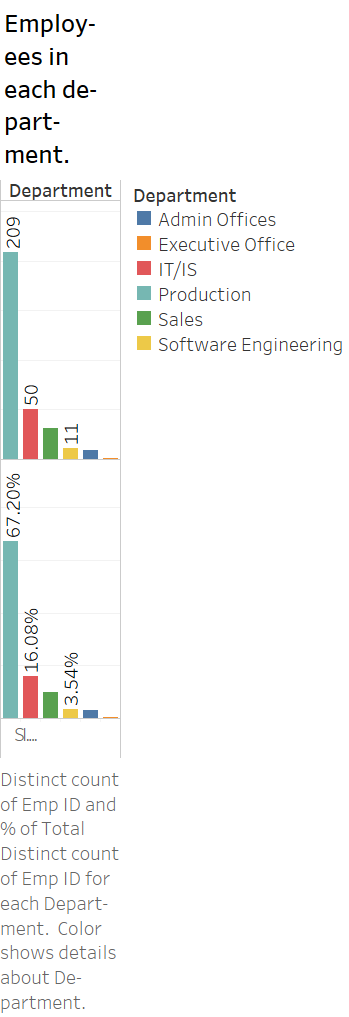 Employ-
ees in
each de-
part-
ment.
Department
209
50
11
67.20%
16.08%
3.54%
Sl....
Department
Admin Offices
Executive Office
IT/IS
Production
Sales
Software Engineering
Distinct count
of Emp ID and
% of Total
Distinct count
of Emp ID for
each Depart-
ment.  Color
shows details
about De-
partment.